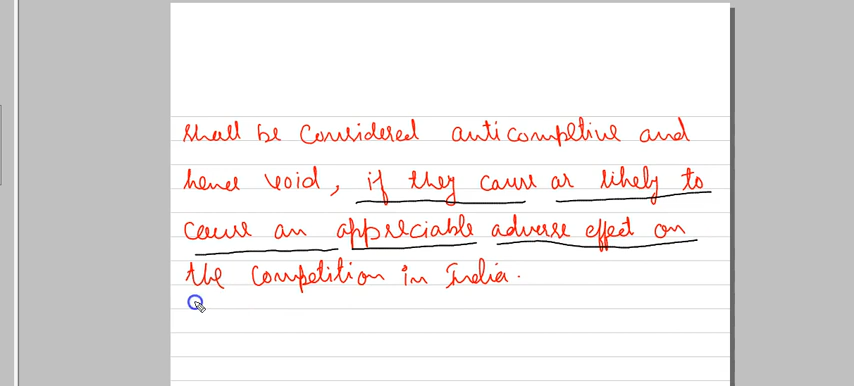 shall be considered anticompetive and
hence void, if they cause or likely to
cause an appreciable adverse effect on
the competition in India.